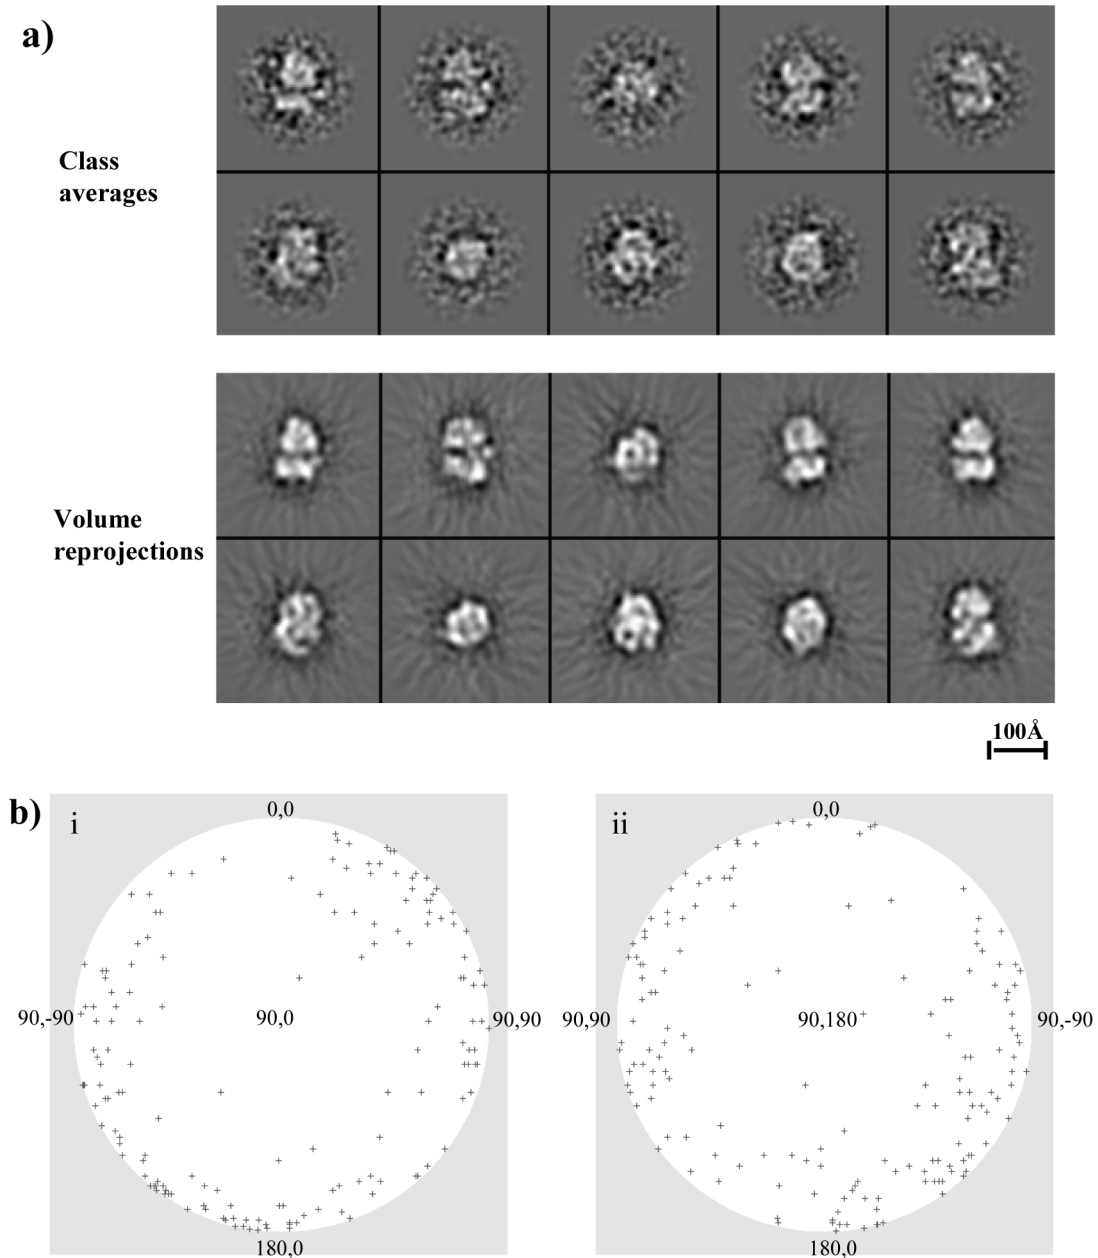 a)
Class
averages
Volume
reprojections
100Å
b)
i
0,0
90,-90
90,0
90,90
180,0
ii
0,0
90,90
90,180
90,-90
180,0